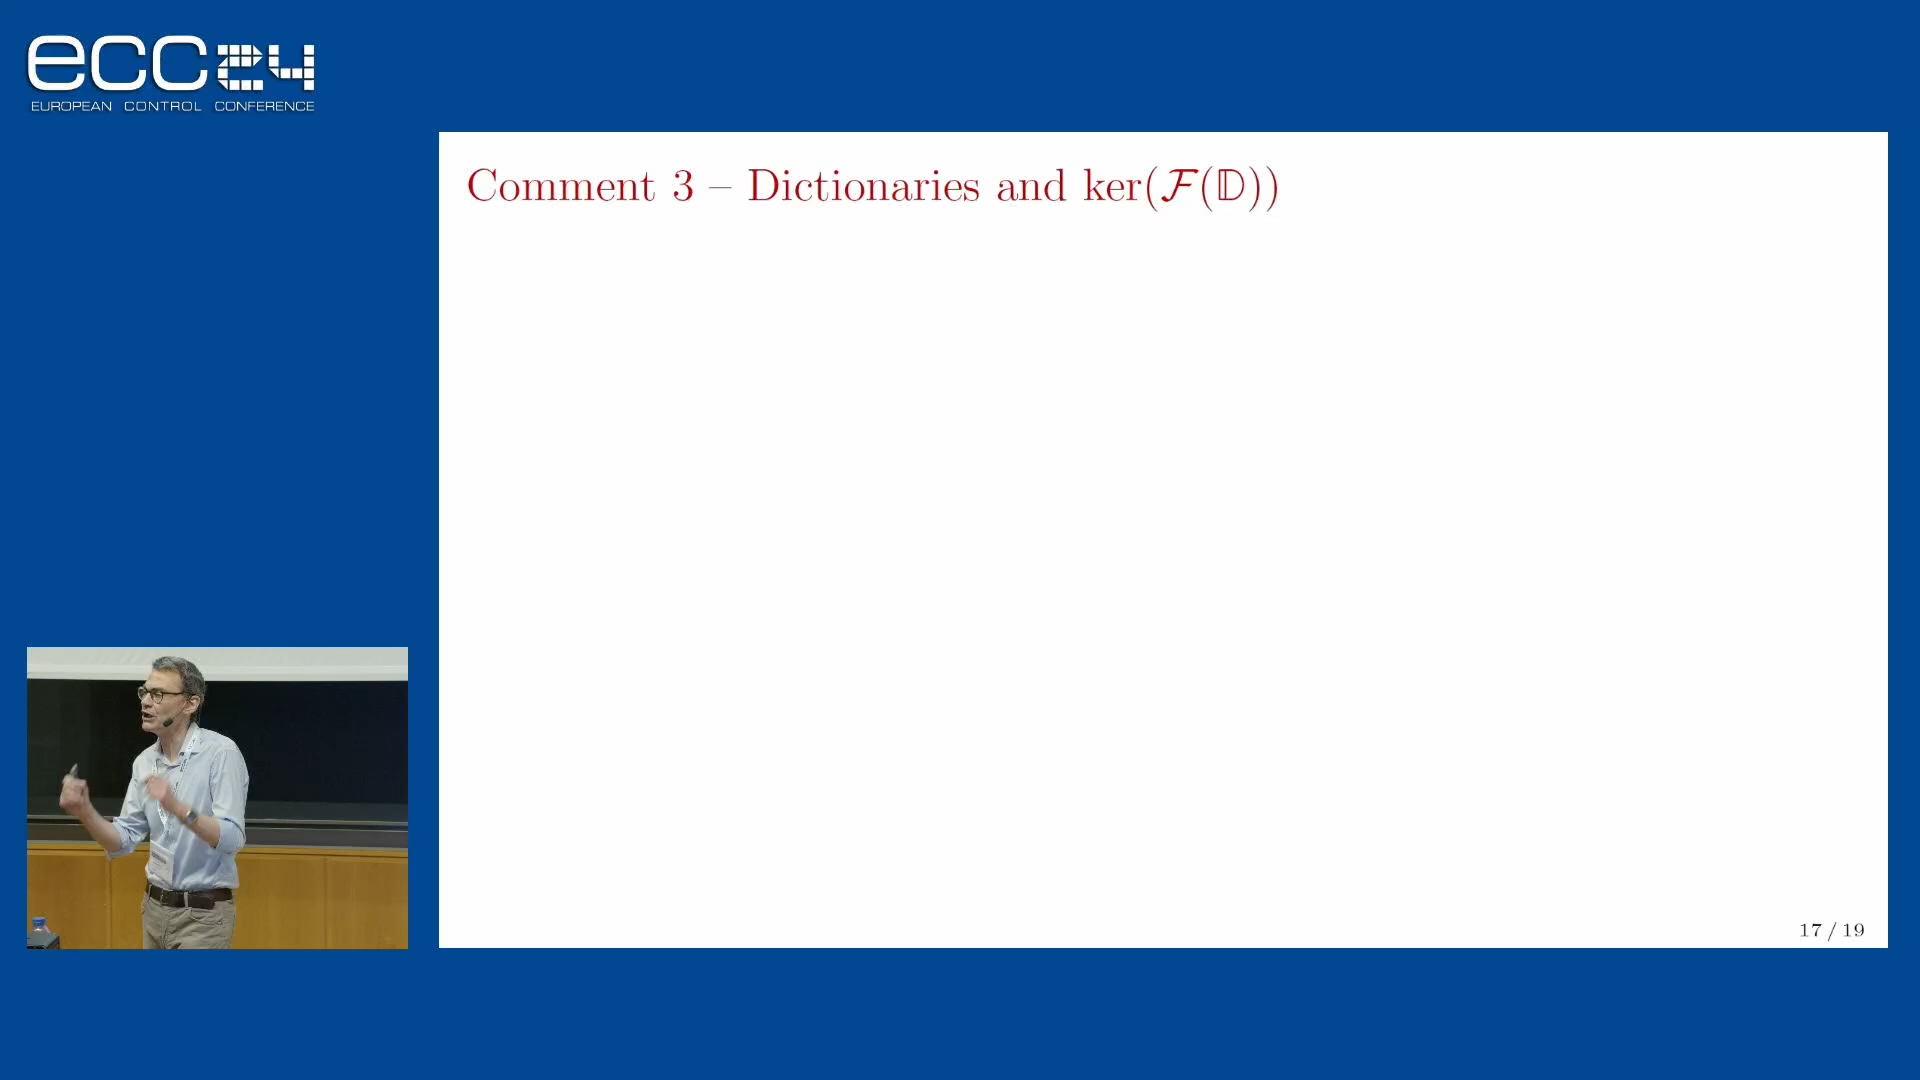 ecc24
EUROPEAN CONTROL CONFERENCE
Comment 3 – Dictionaries and ker(ℱ(𝔻))
17 / 19